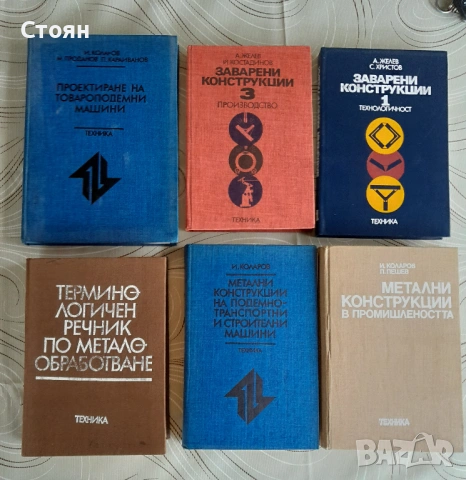 Стоян
И. КОЛАРОВ
М. ПРОДАНОВ П. КАРАИВАНОВ
ПРОЕКТИРАНЕ НА
ТОВАРОПОДЕМНИ
МАШИНИ
ТЕХНИКА
А. ЖЕЛЕВ
И. КОСТАДИНОВ
ЗАВАРЕНИ
КОНСТРУКЦИИ
3
ПРОИЗВОДСТВО
ТЕХНИКА
А. ЖЕЛЕВ
С. ХРИСТОВ
ЗАВАРЕНИ
КОНСТРУКЦИИ
1
ТЕХНОЛОГИЧНОСТ
ТЕХНИКА
ТЕРМИНО-
ЛОГИЧЕН
РЕЧНИК
ПО МЕТАЛО-
ОБРАБОТВАНЕ
ТЕХНИКА
И. КОЛАРОВ
МЕТАЛНИ
КОНСТРУКЦИИ
НА ПОДЕМНО-
ТРАНСПОРТНИ
И СТРОИТЕЛНИ
МАШИНИ
ТЕХНИКА
И. КОЛАРОВ
П. ПЕШЕВ
МЕТАЛНИ
КОНСТРУКЦИИ
В ПРОМИШЛЕНОСТТА
ТЕХНИКА
BAZAR